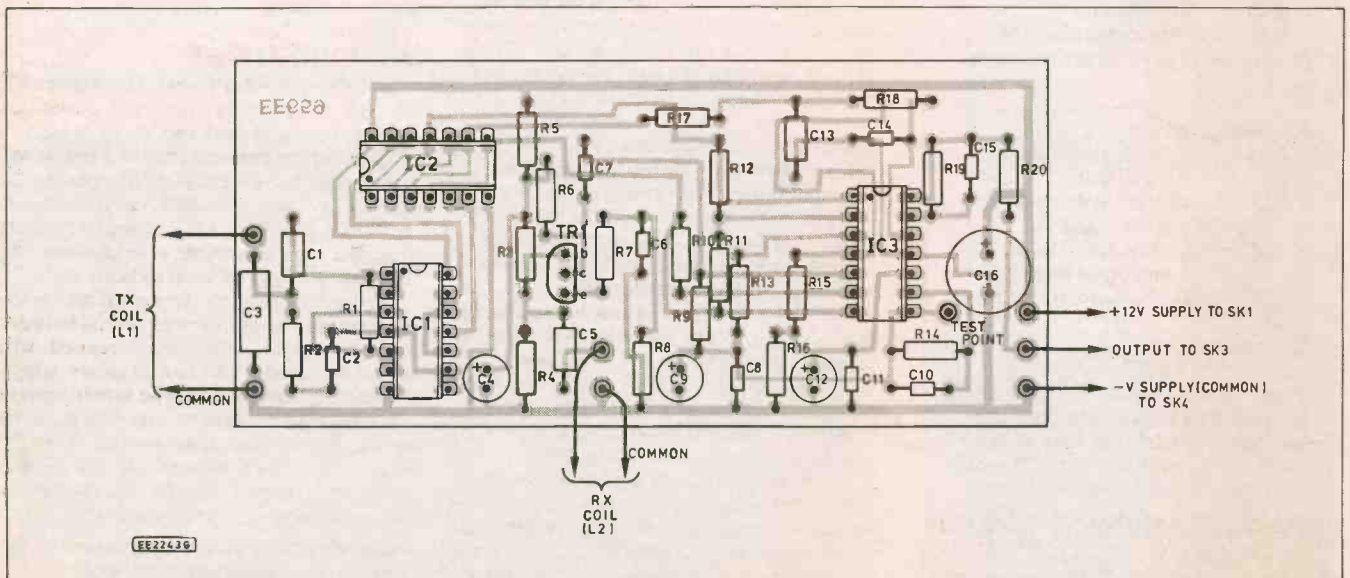 R18
R17
C14
R5
C13
C15
IC2
C7
R12
R19
R20
R6
TR1
C1
R3
b
R7
C6
R10
R11
IC3
c
C16
TX
COIL
(L1)
C3
R1
IC1
e
R13
R15
R9
+12V SUPPLY TO SK1
TEST
POINT
R2
C2
C5
R14
OUTPUT TO SK3
C4
R4
R8
C9
C8
R16
C12
C11
C10
COMMON
-V SUPPLY (COMMON)
TO SK4
COMMON
RX
COIL
(L2)
EE2243G